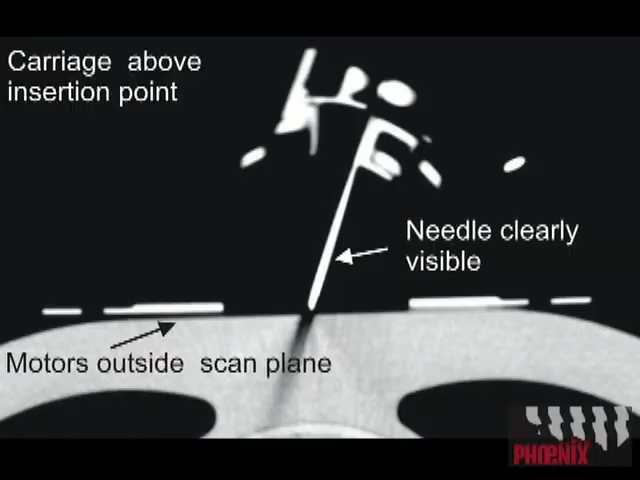 Carriage  above
insertion point
Needle clearly
visible
Motors outside  scan plane
PHOENIX